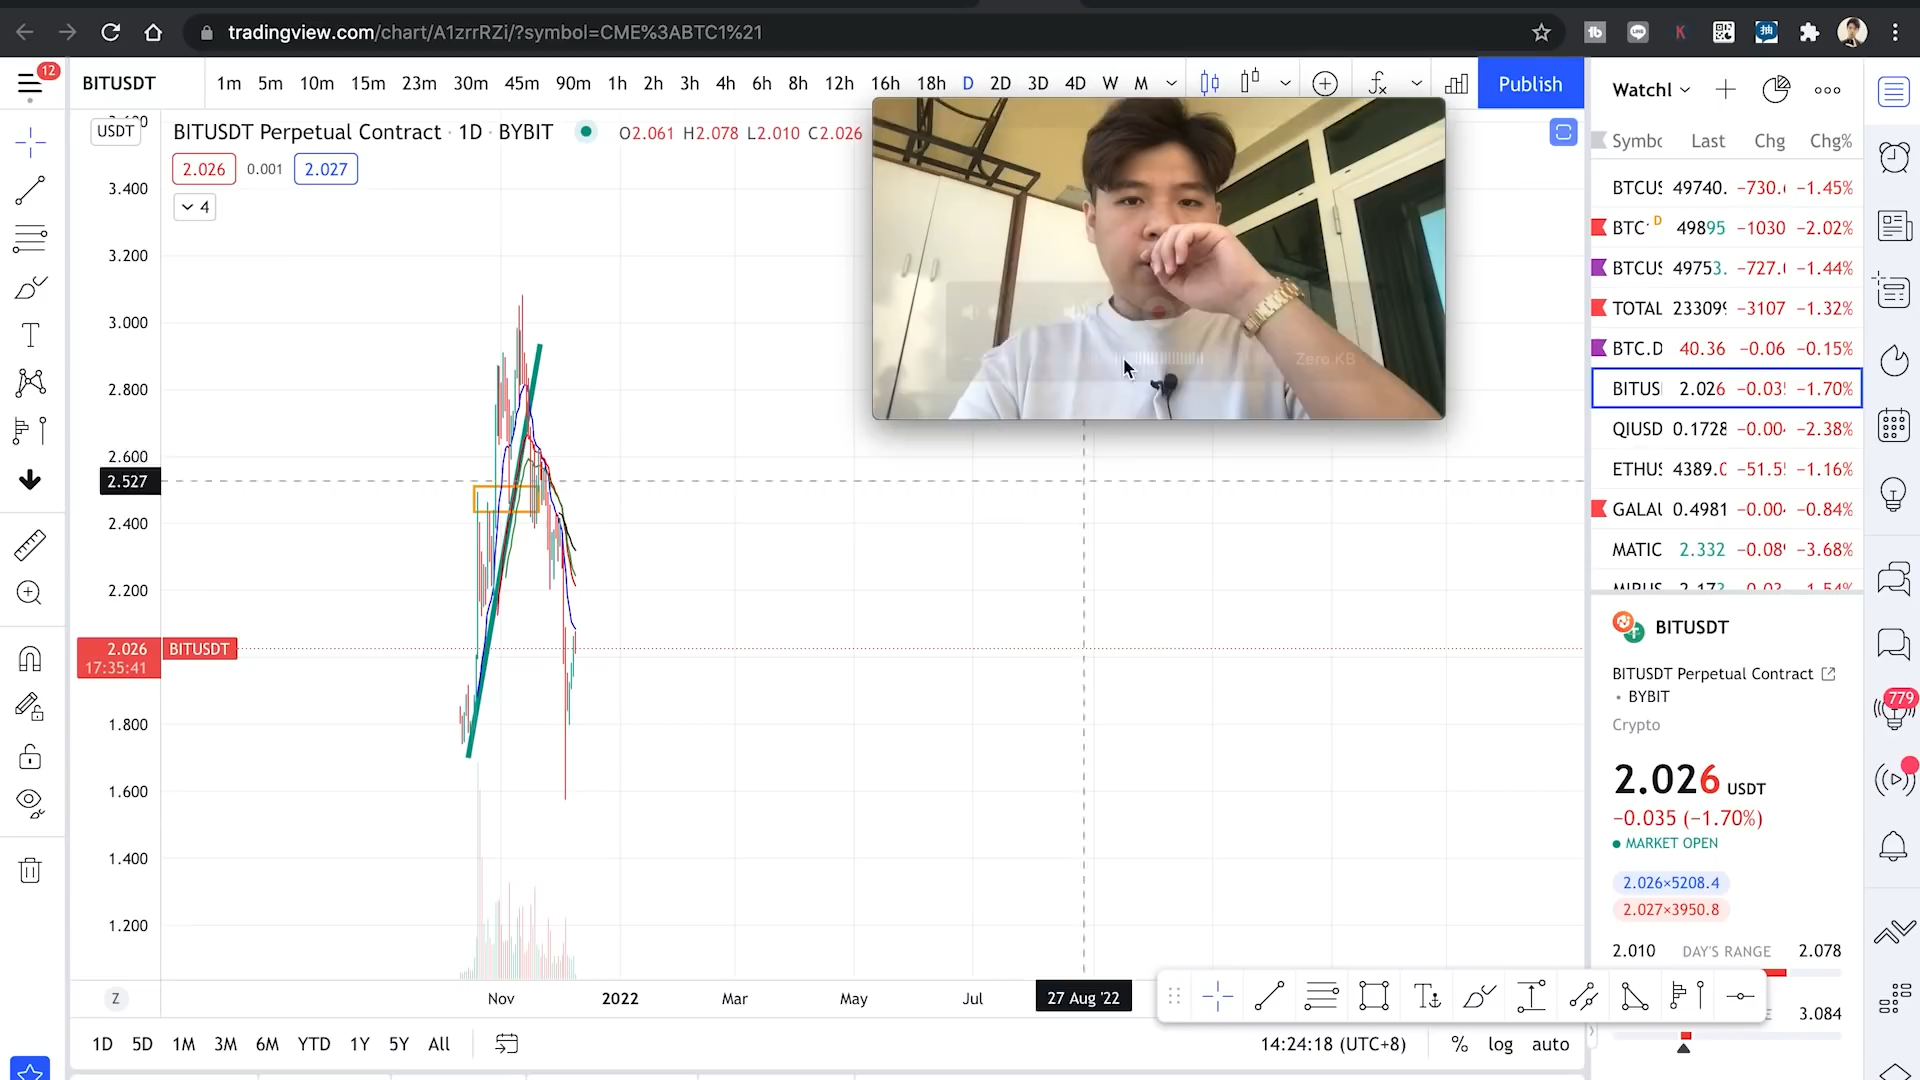 tradingview.com/chart/A1zrrRZi/?symbol=CME%3ABTC1%21
12
BITUSDT
1m 5m 10m 15m 23m 30m 45m 90m 1h 2h 3h 4h 6h 8h 12h 16h 18h D 2D 3D 4D W M
Publish
Watchl
USDT
BITUSDT Perpetual Contract · 1D · BYBIT
O2.061 H2.078 L2.010 C2.026
2.026 0.001 2.027
4
Symbo Last Chg Chg%
BTCUS 49740. −730. −1.45%
BTC D 49895 −1030 −2.02%
BTCUS 49753. −727. −1.44%
TOTAL 233099 −3107 −1.32%
BTC.D 40.36 −0.06 −0.15%
BITUS 2.026 −0.035 −1.70%
QIUSD 0.1728 −0.004 −2.38%
ETHUS 4389.0 −51.5 −1.16%
GALAU 0.4981 −0.004 −0.84%
MATIC 2.332 −0.089 −3.68%
3.400
3.200
3.000
2.800
2.600
2.527
2.400
2.200
2.026 BITUSDT
17:35:41
1.800
1.600
1.400
1.200
Zero KB
BITUSDT
BITUSDT Perpetual Contract
• BYBIT
Crypto
779
2.026 USDT
−0.035 (−1.70%)
MARKET OPEN
2.026×5208.4
2.027×3950.8
2.010 DAY'S RANGE 2.078
3.084
Z
Nov 2022 Mar May Jul 27 Aug '22
1D 5D 1M 3M 6M YTD 1Y 5Y All
14:24:18 (UTC+8) % log auto